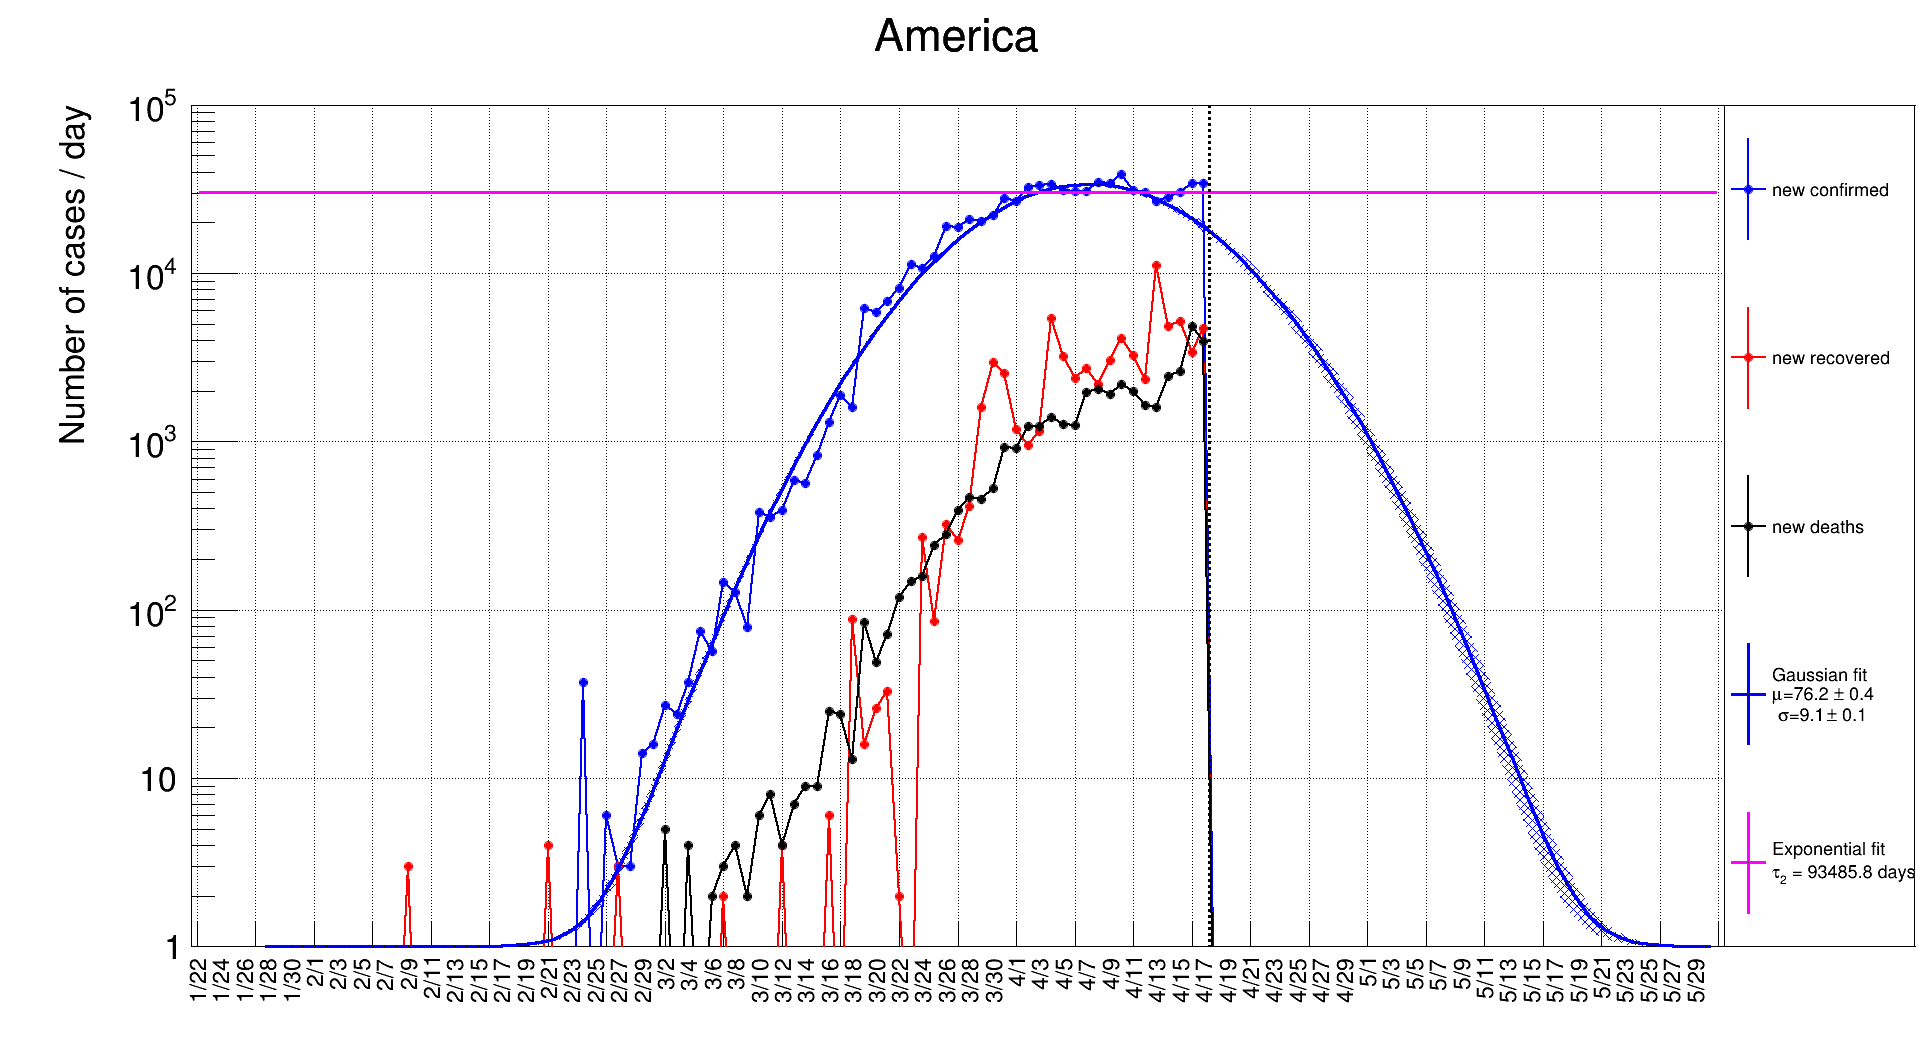 America
Number of cases / day
10^5
10^4
10^3
10^2
10
1
1/22 1/24 1/26 1/28 1/30 2/1 2/3 2/5 2/7 2/9 2/11 2/13 2/15 2/17 2/19 2/21 2/23 2/25 2/27 2/29 3/2 3/4 3/6 3/8 3/10 3/12 3/14 3/16 3/18 3/20 3/22 3/24 3/26 3/28 3/30 4/1 4/3 4/5 4/7 4/9 4/11 4/13 4/15 4/17 4/19 4/21 4/23 4/25 4/27 4/29 5/1 5/3 5/5 5/7 5/9 5/11 5/13 5/15 5/17 5/19 5/21 5/23 5/25 5/27 5/29
new confirmed
new recovered
new deaths
Gaussian fit
μ=76.2 ± 0.4
σ=9.1 ± 0.1
Exponential fit
τ₂ = 93485.8 days